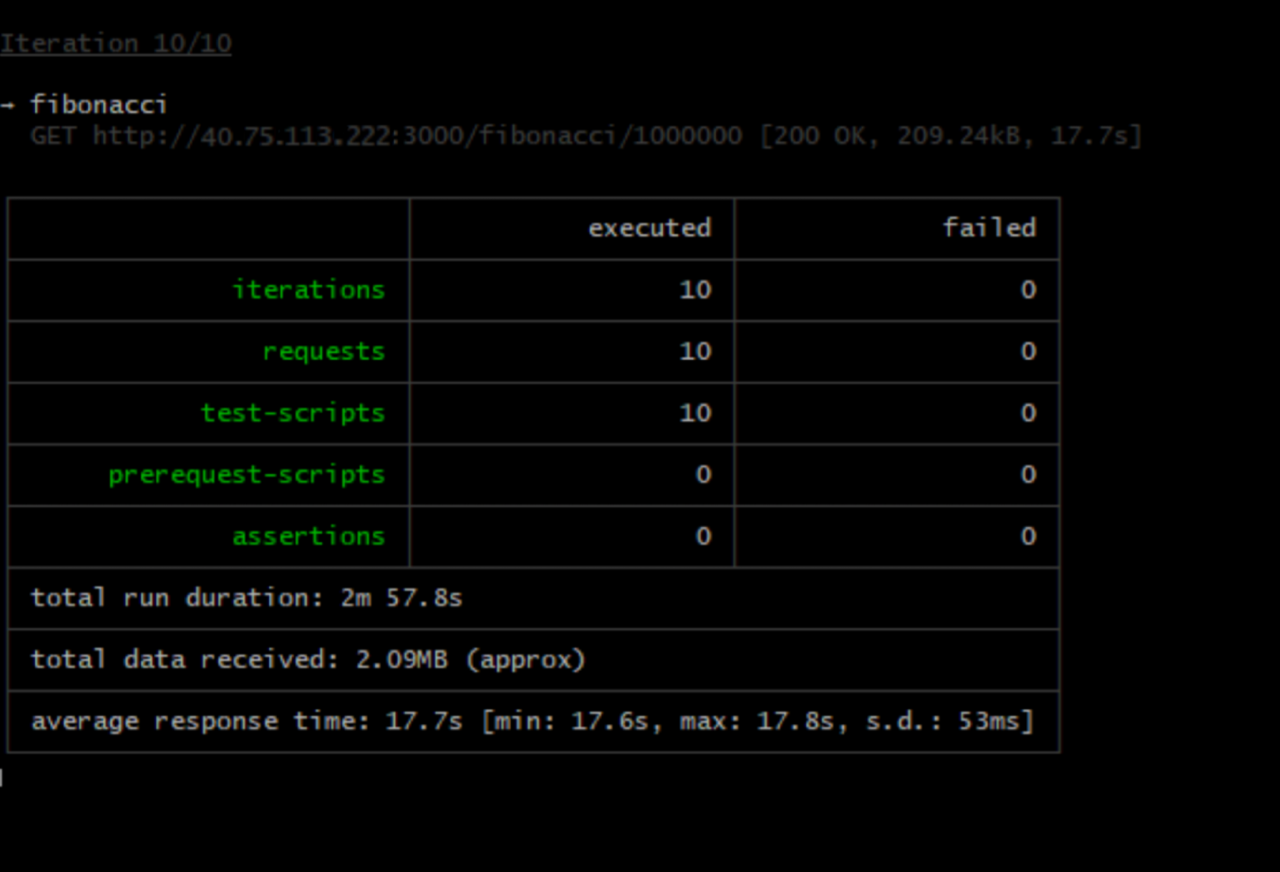 Iteration 10/10
→ fibonacci
GET http://40.75.113.222:3000/fibonacci/1000000 [200 OK, 209.24kB, 17.7s]
executed failed
iterations 10 0
requests 10 0
test-scripts 10 0
prerequest-scripts 0 0
assertions 0 0
total run duration: 2m 57.8s
total data received: 2.09MB (approx)
average response time: 17.7s [min: 17.6s, max: 17.8s, s.d.: 53ms]